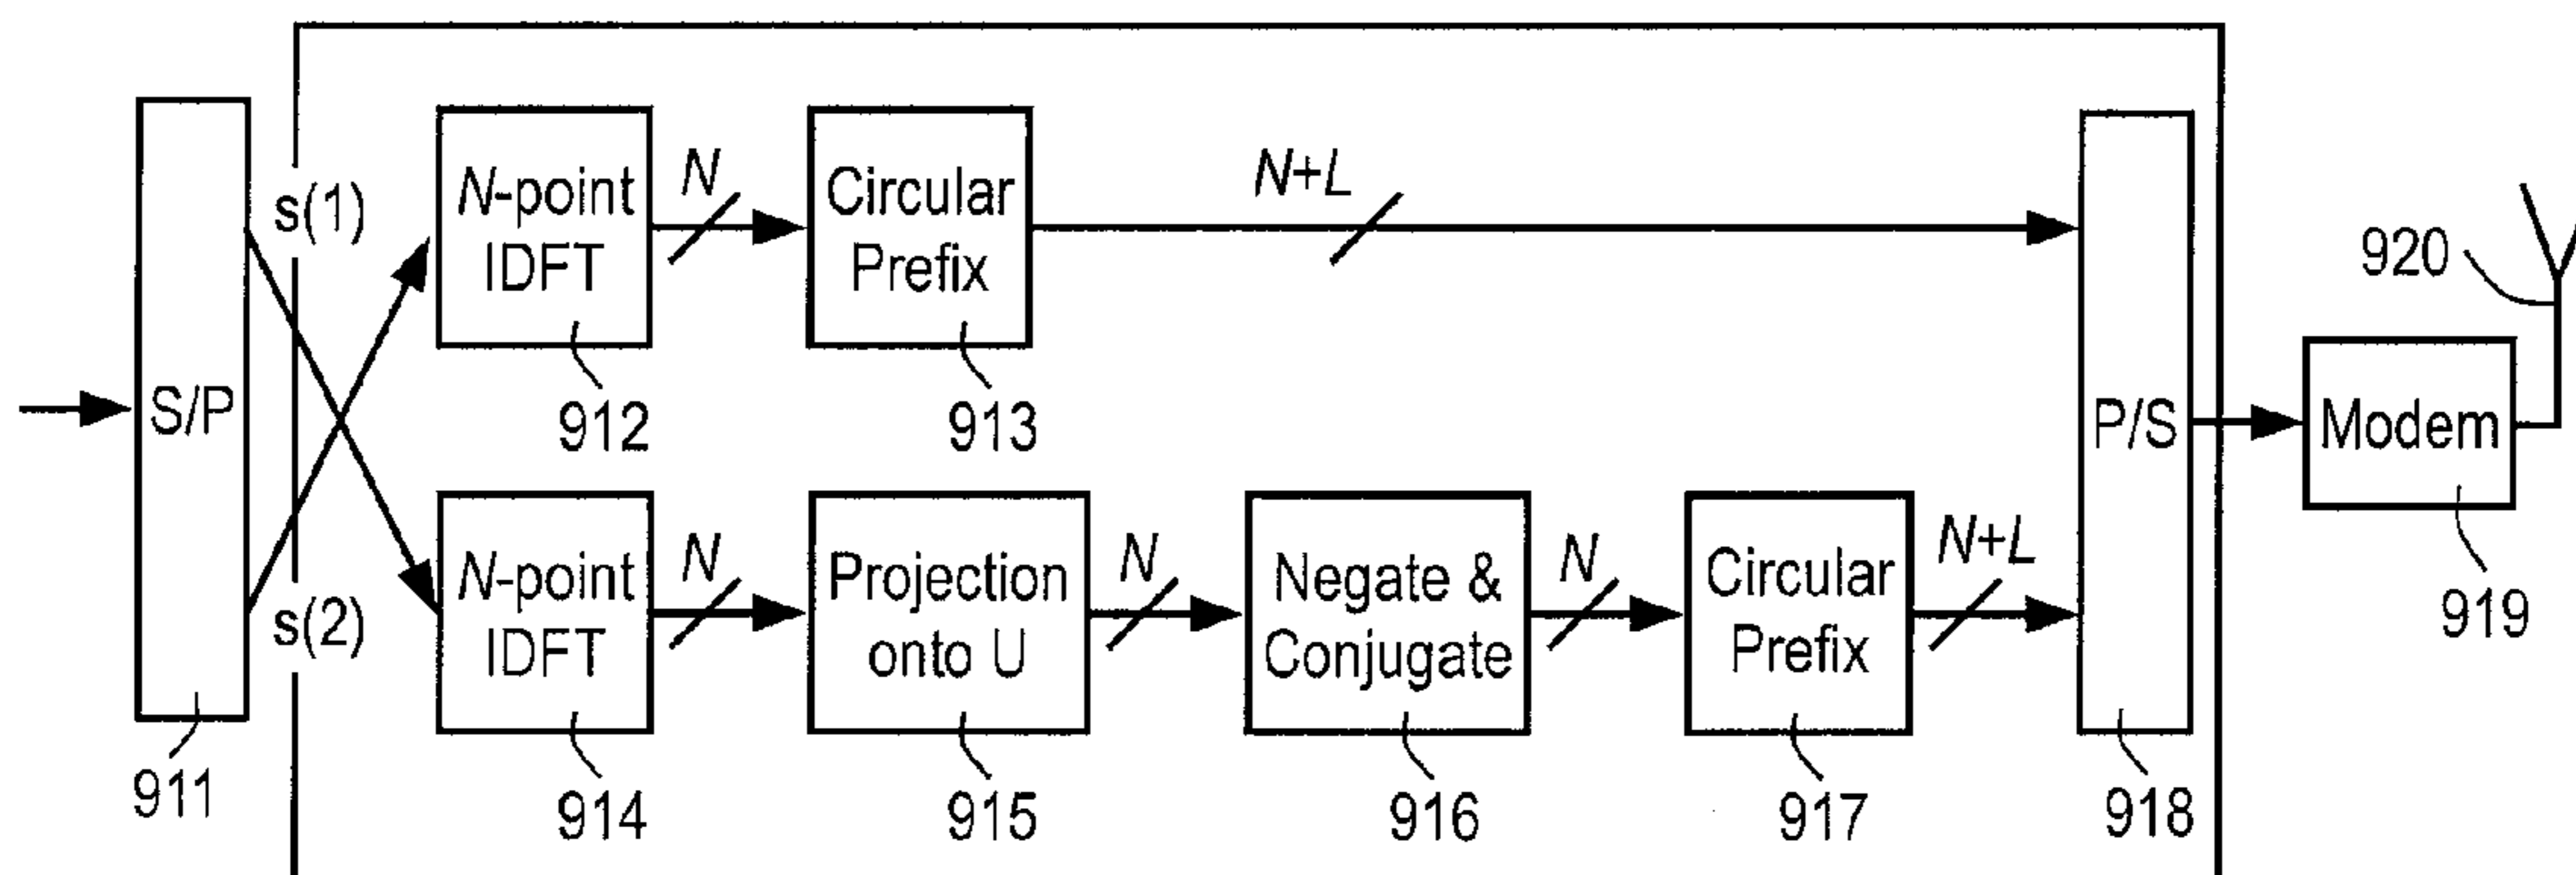 S/P
911
s(1)
s(2)
N-point
IDFT
912
N
Circular
Prefix
913
N+L
N-point
IDFT
914
N
Projection
onto U
915
N
Negate &
Conjugate
916
N
Circular
Prefix
917
N+L
P/S
918
Modem
919
920